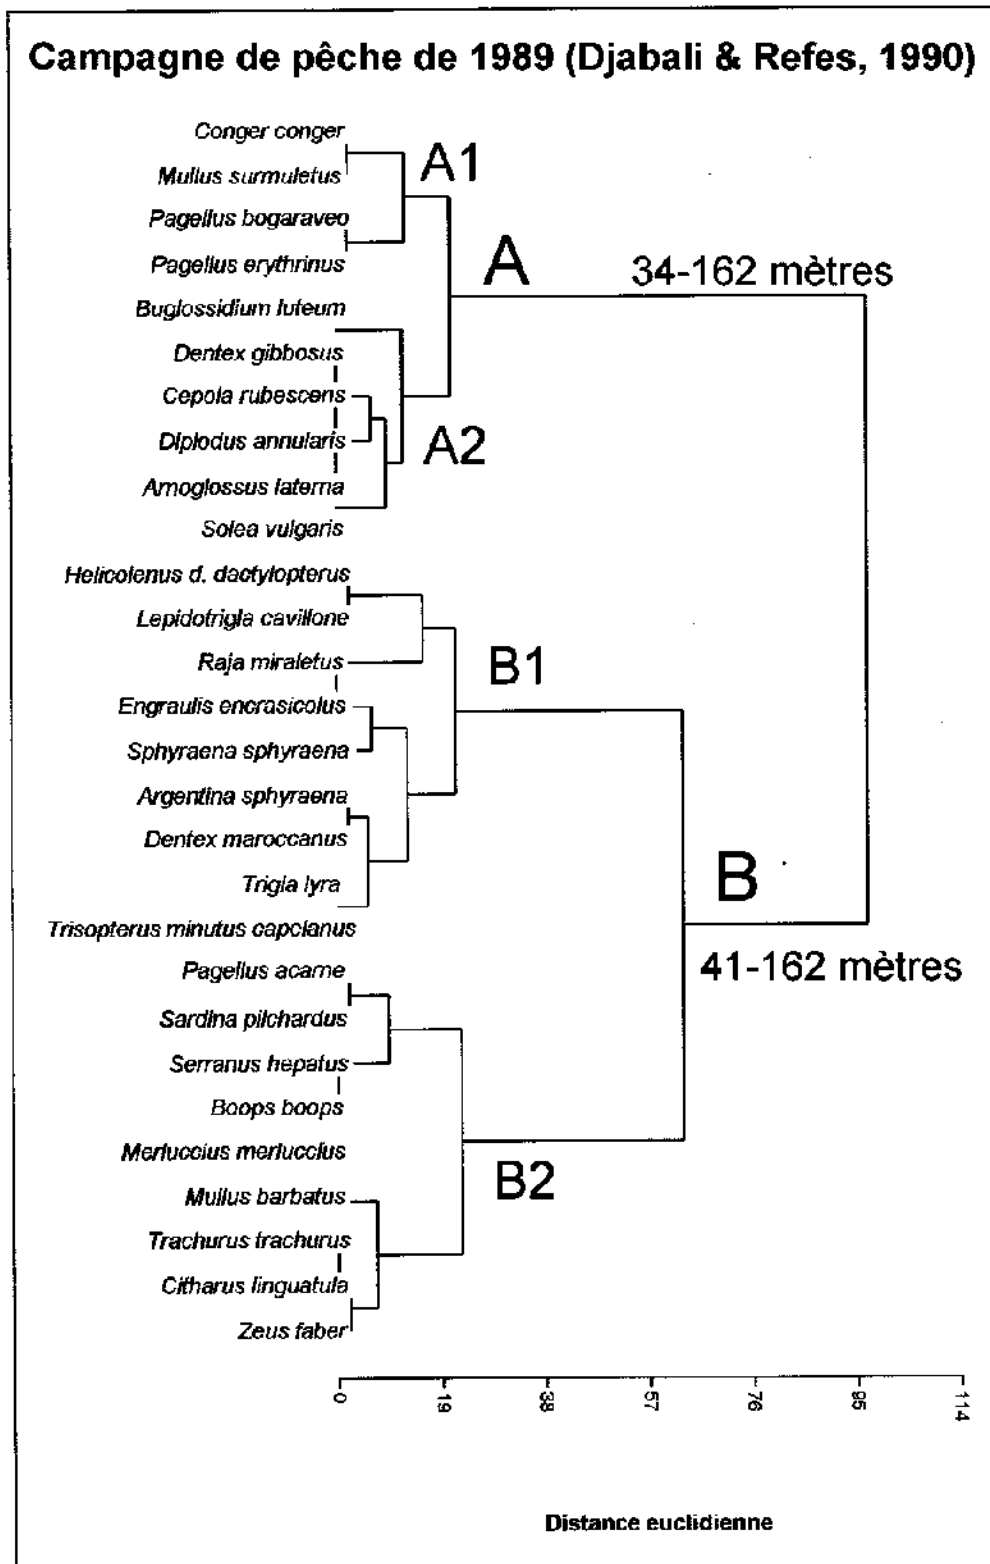 Campagne de pêche de 1989 (Djabali & Refes, 1990)
Conger conger
A1
Mullus surmuletus
Pagellus bogaraveo
A
34-162 mètres
Pagellus erythrinus
Buglossidium luteum
Dentex gibbosus
Cepola rubescens
Diplodus annularis
A2
Arnoglossus laterna
Solea vulgaris
Helicolenus d. dactylopterus
Lepidotrigla cavillone
Raja miraletus
B1
Engraulis encrasicolus
Sphyraena sphyraena
Argentina sphyraena
Dentex maroccanus
B
Trigla lyra
Trisopterus minutus capelanus
Pagellus acarne
41-162 mètres
Sardina pilchardus
Serranus hepatus
Boops boops
Merluccius merluccius
B2
Mullus barbatus
Trachurus trachurus
Citharus linguatula
Zeus faber
0 19 38 57 76 95 114
Distance euclidienne